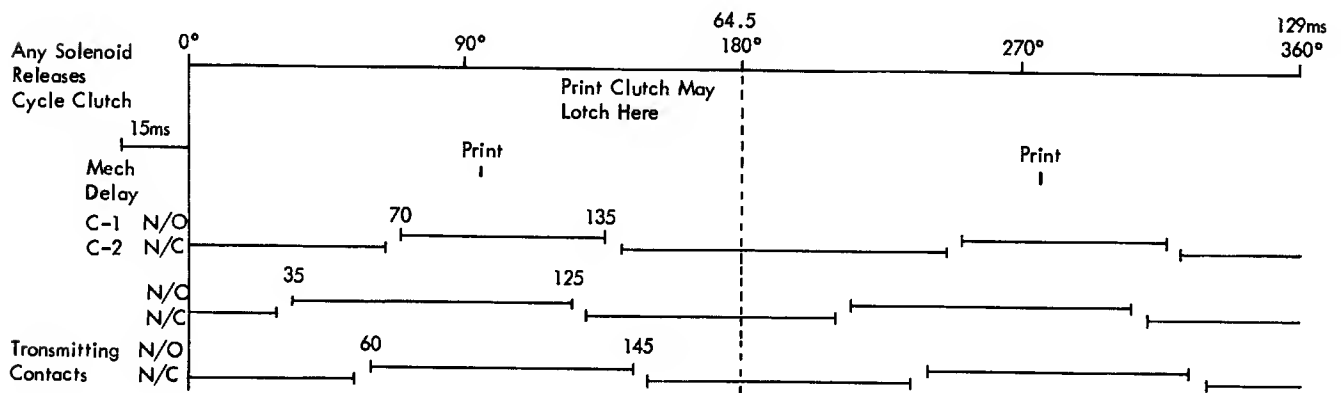 64.5
129ms
Any Solenoid
Releases
Cycle Clutch
0° 90° 180° 270° 360°
Print Clutch May
Lotch Here
15ms
Mech
Delay
Print Print
C-1 N/O 70 135
C-2 N/C
N/O 35 125
N/C
Tronsmitting N/O 60 145
Contacts N/C